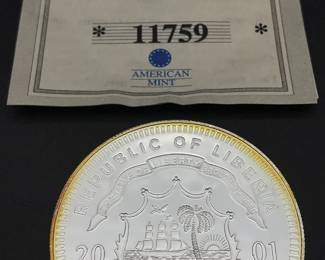 * 11759 *
AMERICAN
MINT
REPUBLIC OF LIBERIA
20 01